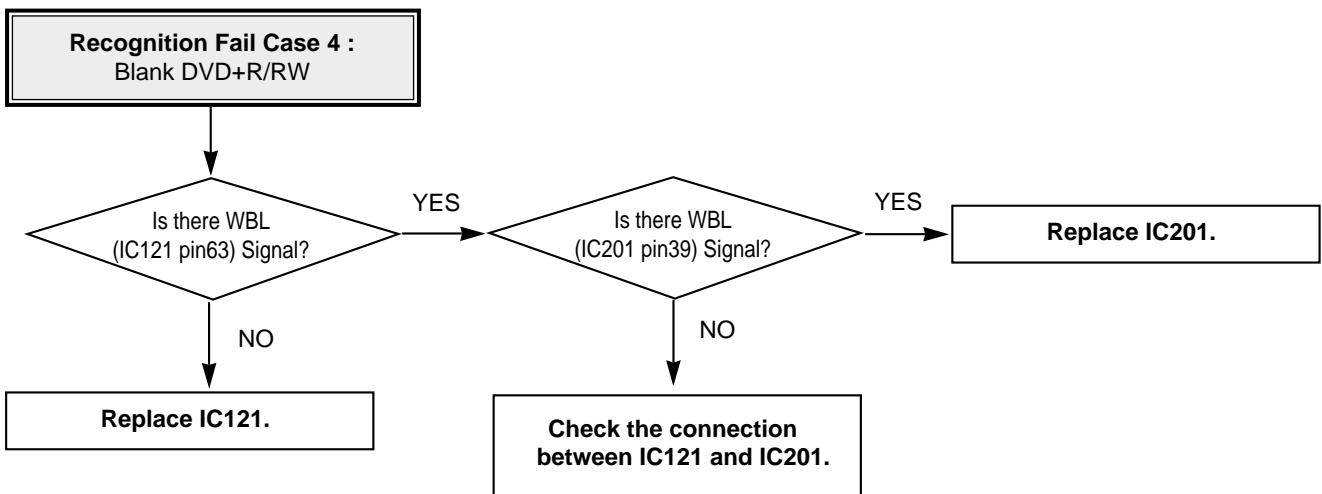 Recognition Fail Case 4 :
Blank DVD+R/RW
Is there WBL
(IC121 pin63) Signal?
YES
Is there WBL
(IC201 pin39) Signal?
YES
Replace IC201.
NO
Replace IC121.
NO
Check the connection
between IC121 and IC201.